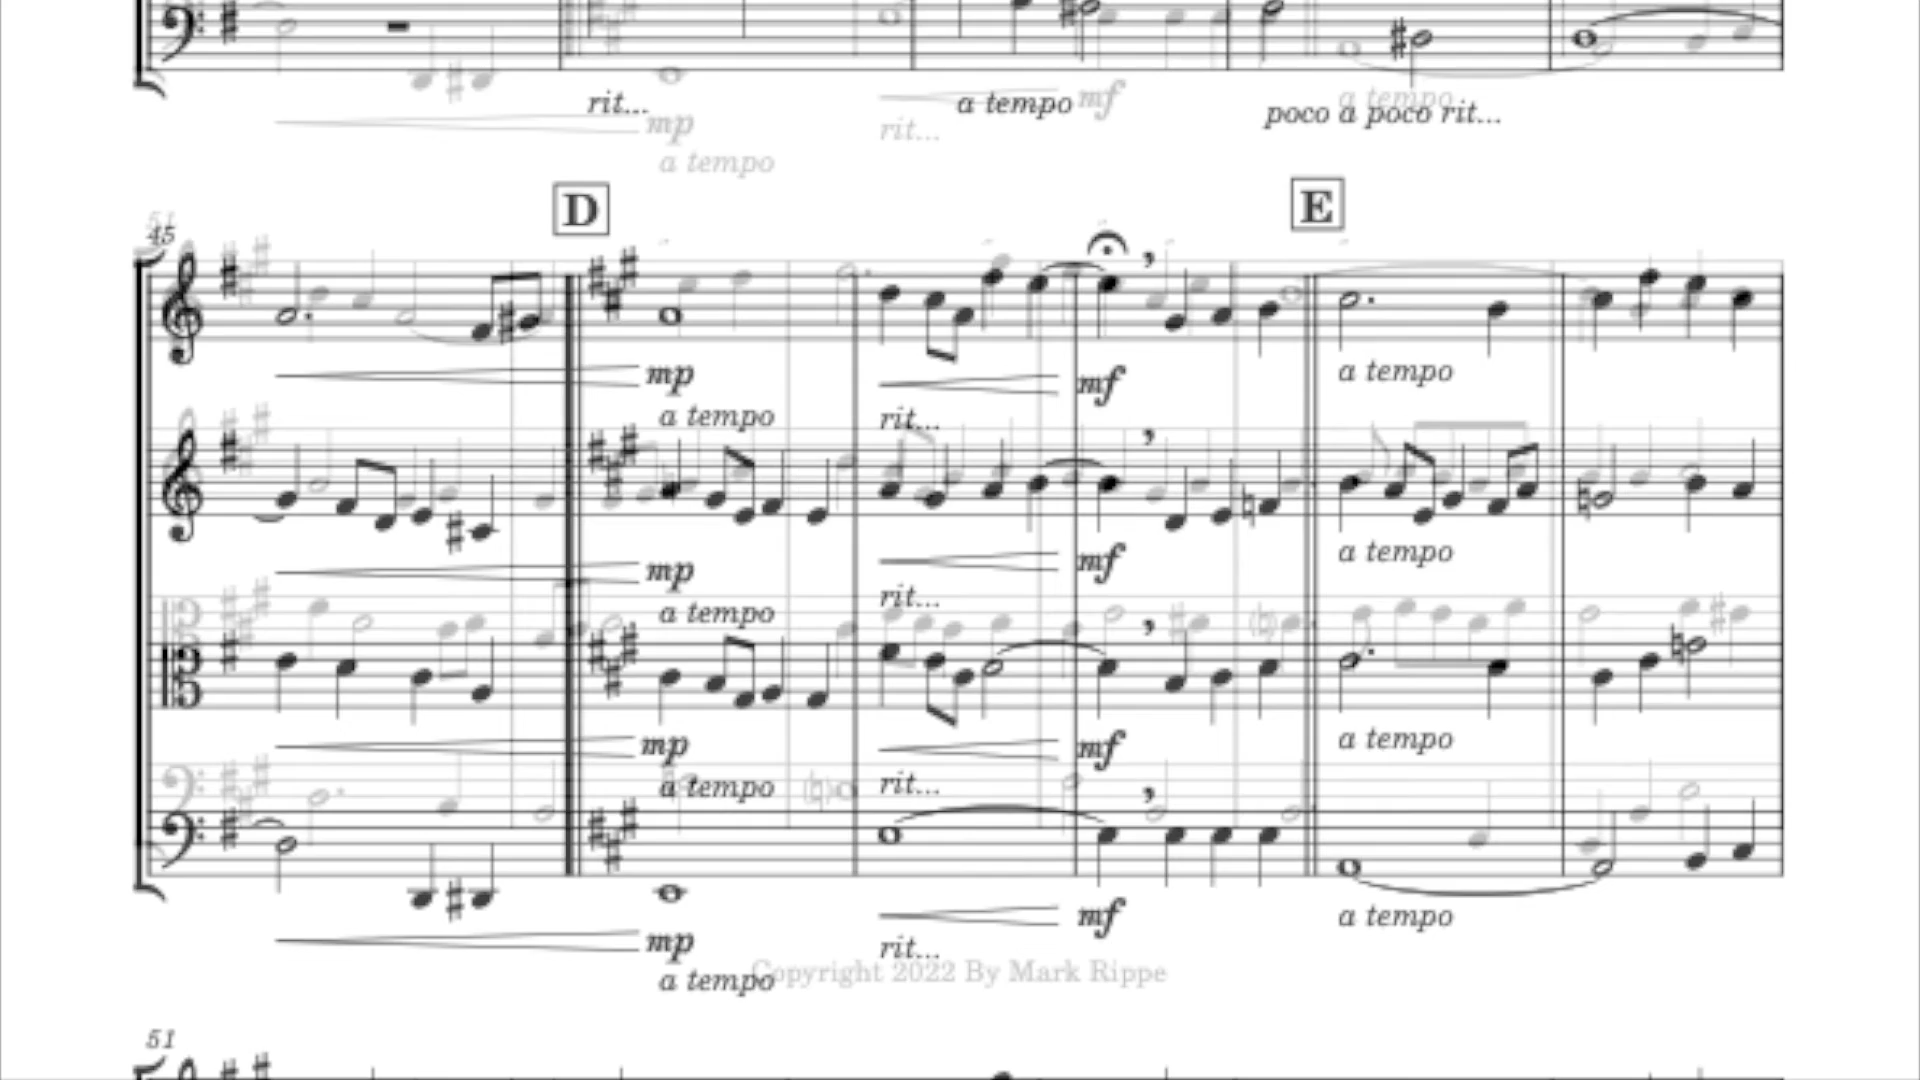 rit... a tempo mf a tempo
mp rit... poco a poco rit...
a tempo
D E
51
45
mp mf a tempo
a tempo rit...
mp mf a tempo
a tempo rit...
mp mf a tempo
a tempo rit...
mp mf a tempo
a tempo rit...
Copyright 2022 By Mark Rippe
51